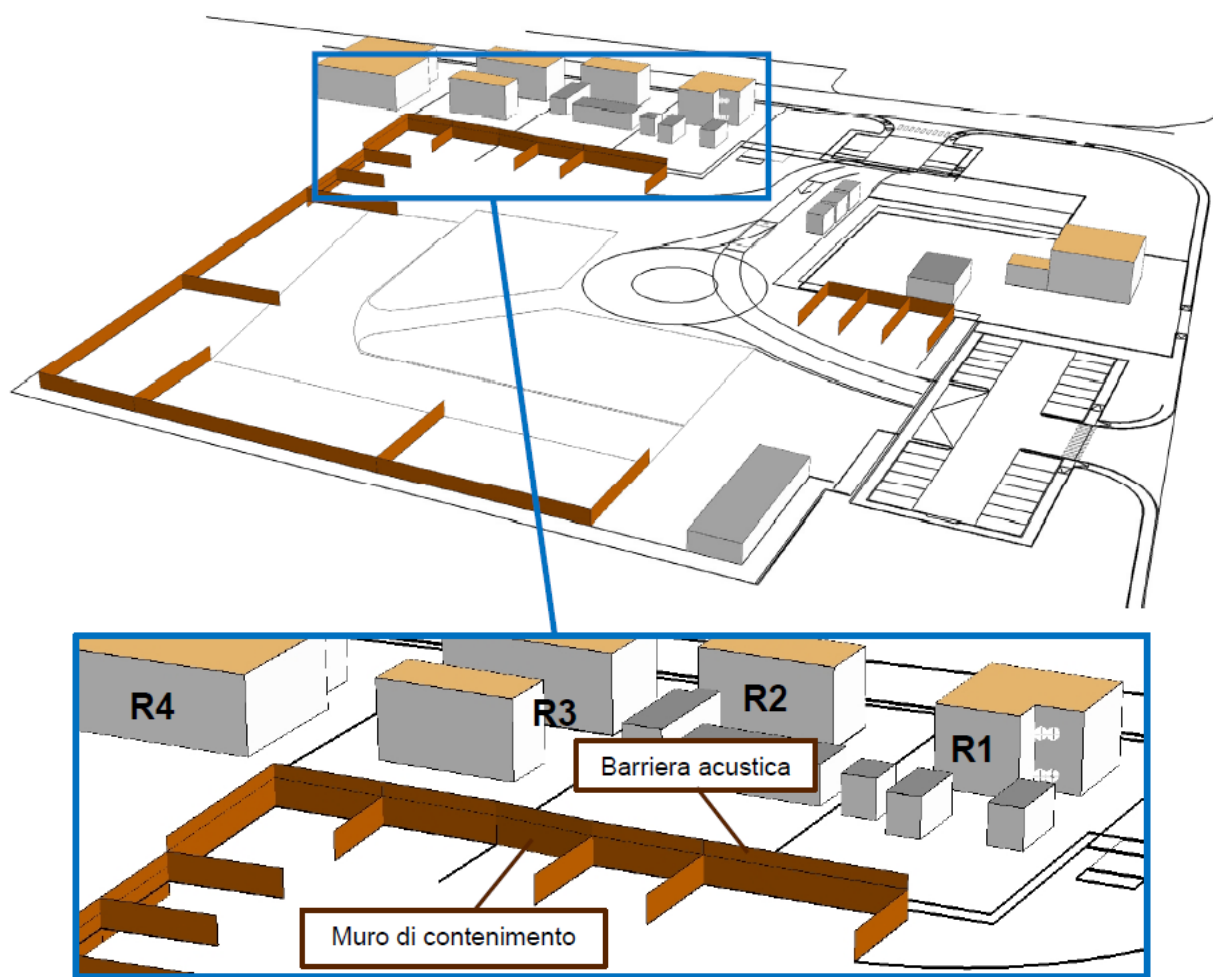 R4
R3
R2
R1
Barriera acustica
Muro di contenimento